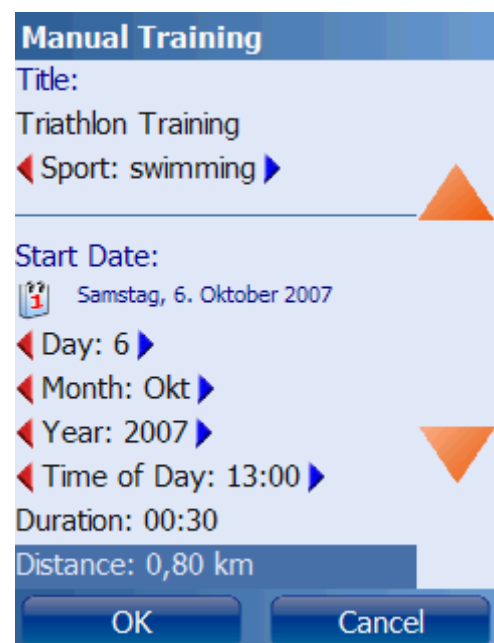 Manual Training
Title:
Triathlon Training
Sport: swimming
Start Date:
1 Samstag, 6. Oktober 2007
Day: 6
Month: Okt
Year: 2007
Time of Day: 13:00
Duration: 00:30
Distance: 0,80 km
OK Cancel